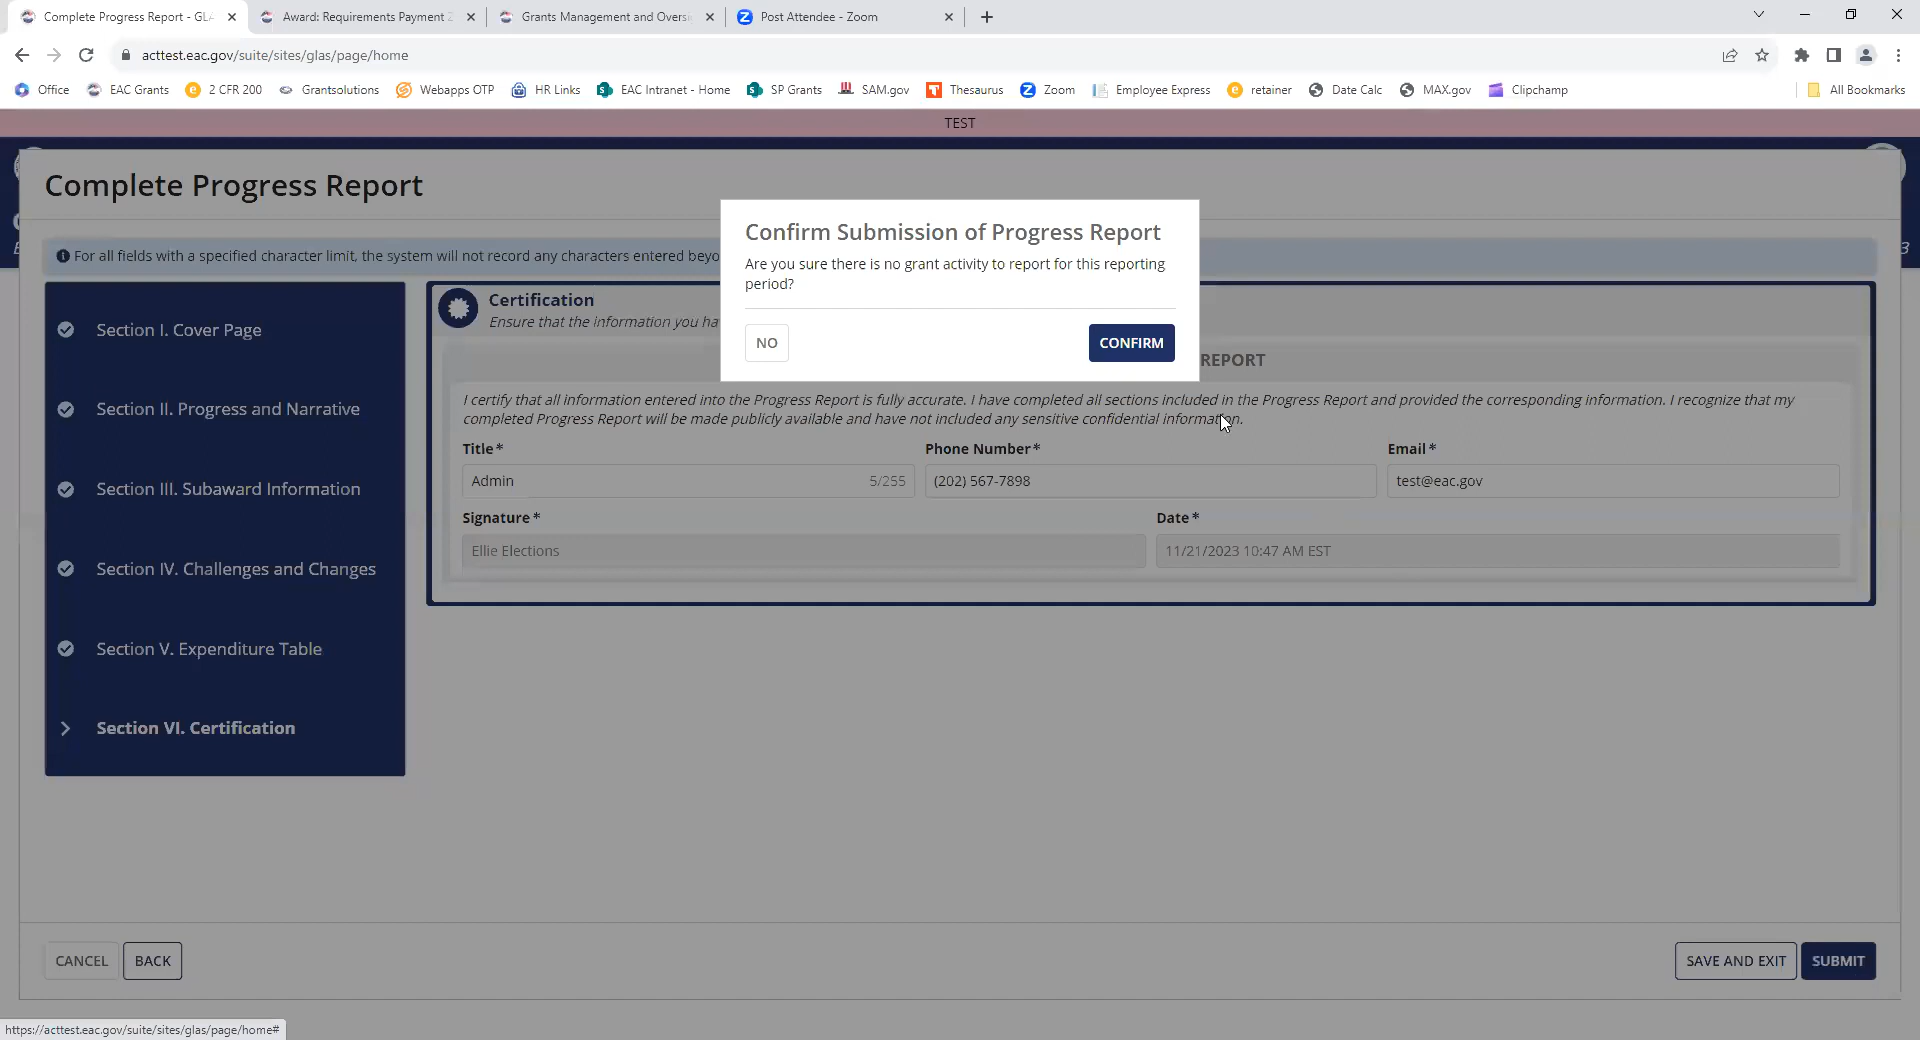 Complete Progress Report - GLA
Award: Requirements Payment
Grants Management and Oversi
Post Attendee - Zoom
acttest.eac.gov/suite/sites/glas/page/home
Office
EAC Grants
2 CFR 200
Grantsolutions
Webapps OTP
HR Links
EAC Intranet - Home
SP Grants
SAM.gov
Thesaurus
Zoom
Employee Express
retainer
Date Calc
MAX.gov
Clipchamp
All Bookmarks
TEST
Complete Progress Report
For all fields with a specified character limit, the system will not record any characters entered beyo
Confirm Submission of Progress Report
Are you sure there is no grant activity to report for this reporting
period?
NO
CONFIRM
Section I. Cover Page
Section II. Progress and Narrative
Section III. Subaward Information
Section IV. Challenges and Changes
Section V. Expenditure Table
Section VI. Certification
Certification
Ensure that the information you ha
REPORT
I certify that all information entered into the Progress Report is fully accurate. I have completed all sections included in the Progress Report and provided the corresponding information. I recognize that my
completed Progress Report will be made publicly available and have not included any sensitive confidential information.
Title*
Phone Number*
Email*
Admin
5/255
(202) 567-7898
test@eac.gov
Signature*
Date*
Ellie Elections
11/21/2023 10:47 AM EST
CANCEL
BACK
SAVE AND EXIT
SUBMIT
https://acttest.eac.gov/suite/sites/glas/page/home#